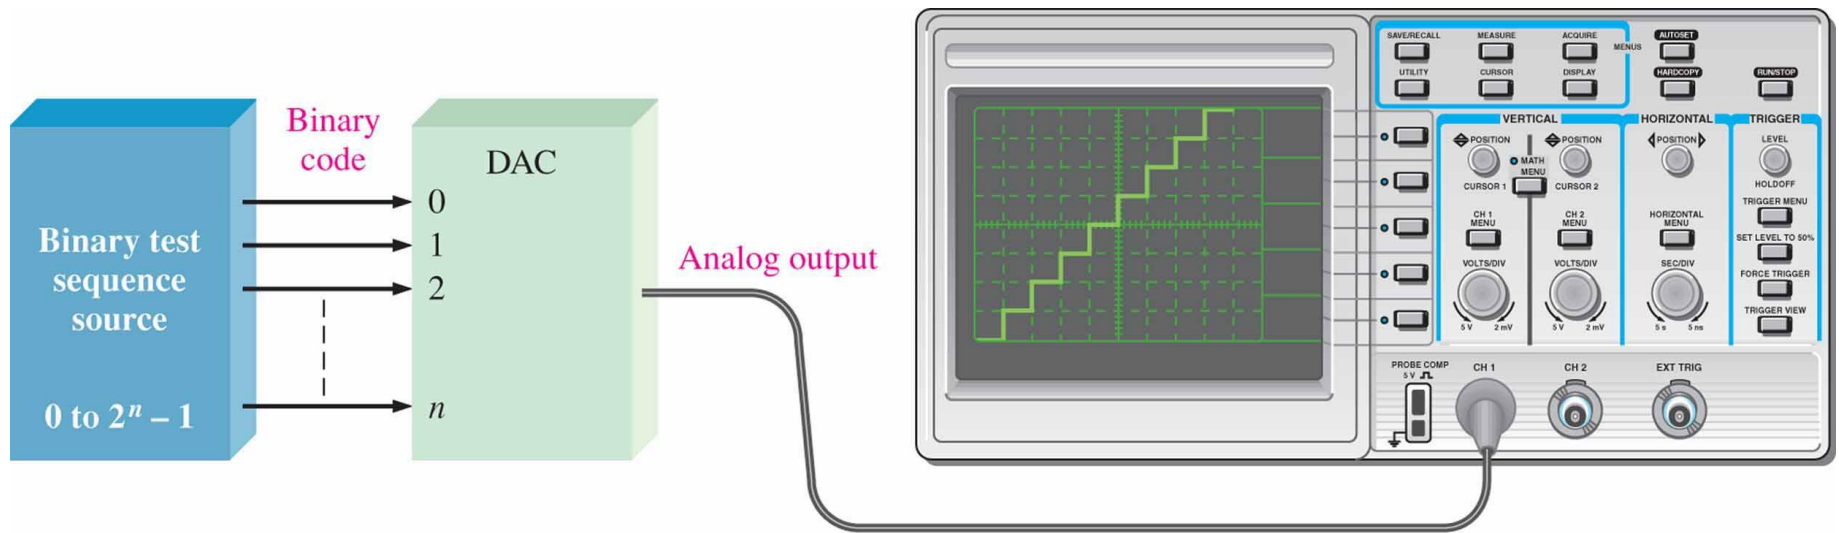 Binary test
sequence
source
0 to 2ⁿ – 1
Binary
code
DAC
0
1
2
n
Analog output
SAVE/RECALL
MEASURE
ACQUIRE
MENUS
AUTOSET
UTILITY
CURSOR
DISPLAY
HARDCOPY
RUN/STOP
VERTICAL
HORIZONTAL
TRIGGER
POSITION
POSITION
POSITION
LEVEL
MATH
MENU
CURSOR 1
CURSOR 2
HOLDOFF
TRIGGER MENU
CH 1
MENU
CH 2
MENU
HORIZONTAL
MENU
SET LEVEL TO 50%
VOLTS/DIV
VOLTS/DIV
SEC/DIV
FORCE TRIGGER
TRIGGER VIEW
5 V
2 mV
5 V
2 mV
5 s
5 ns
PROBE COMP
5 V
CH 1
CH 2
EXT TRIG